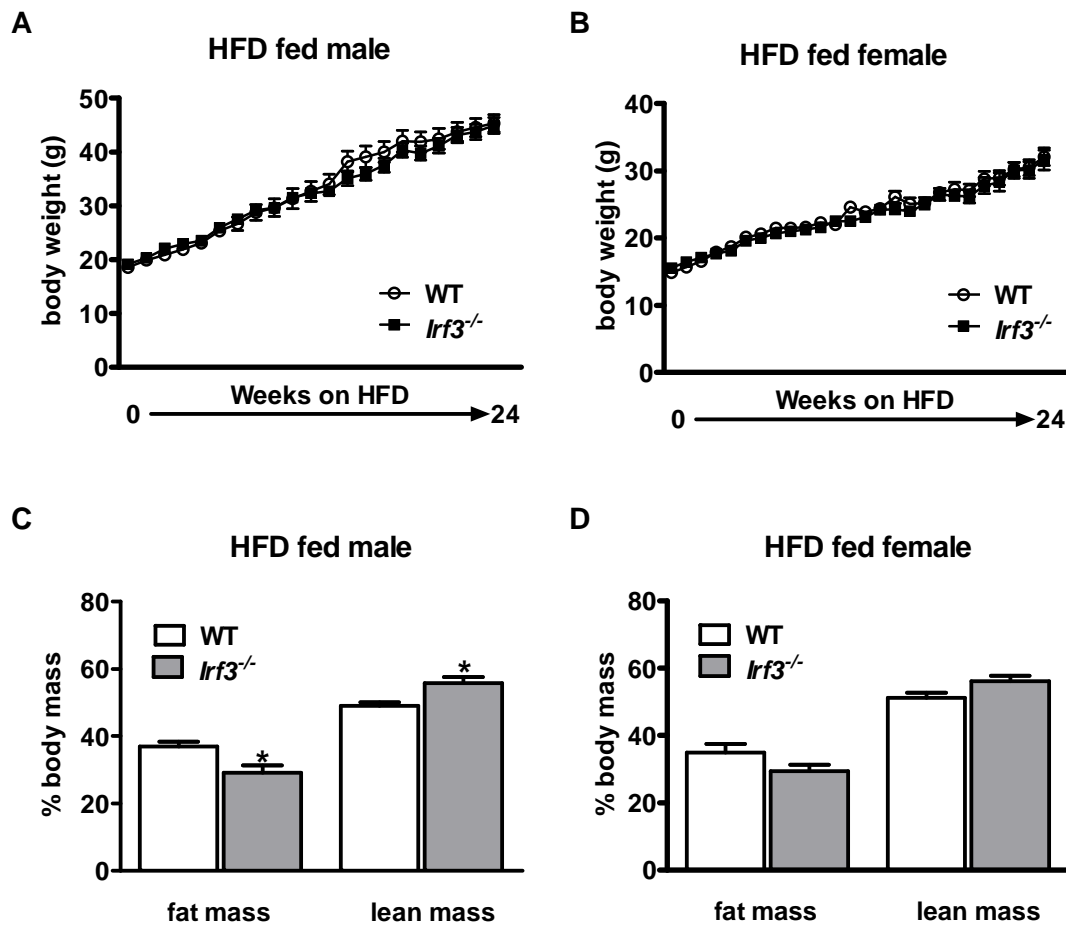 A
HFD fed male
body weight (g)
50
40
30
20
10
0
WT
Irf3-/-
Weeks on HFD
0
24
B
HFD fed female
body weight (g)
40
30
20
10
0
WT
Irf3-/-
Weeks on HFD
0
24
C
HFD fed male
% body mass
80
60
40
20
0
WT
Irf3-/-
*
*
fat mass
lean mass
D
HFD fed female
% body mass
80
60
40
20
0
WT
Irf3-/-
fat mass
lean mass